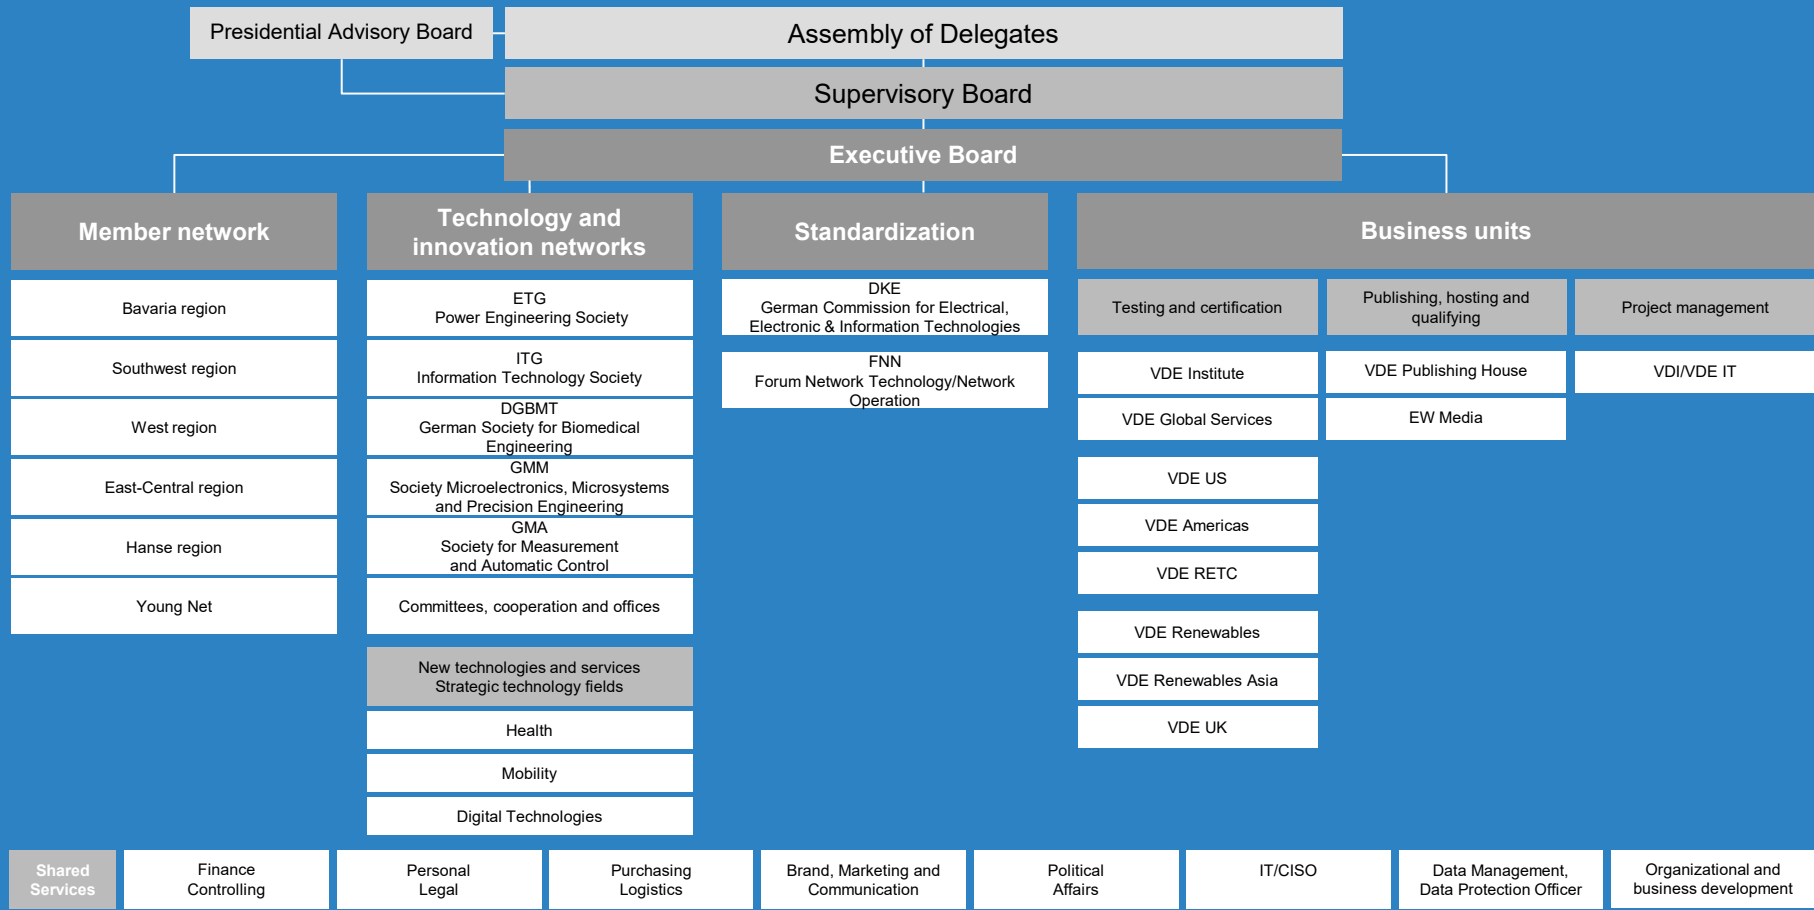 Presidential Advisory Board
Assembly of Delegates
Supervisory Board
Executive Board
Member network
Technology and
innovation networks
Standardization
Business units
Bavaria region
Southwest region
West region
East-Central region
Hanse region
Young Net
ETG
Power Engineering Society
ITG
Information Technology Society
DGBMT
German Society for Biomedical
Engineering
GMM
Society Microelectronics, Microsystems
and Precision Engineering
GMA
Society for Measurement
and Automatic Control
Committees, cooperation and offices
New technologies and services
Strategic technology fields
Health
Mobility
Digital Technologies
DKE
German Commission for Electrical,
Electronic & Information Technologies
FNN
Forum Network Technology/Network
Operation
Testing and certification
VDE Institute
VDE Global Services
VDE US
VDE Americas
VDE RETC
VDE Renewables
VDE Renewables Asia
VDE UK
Publishing, hosting and
qualifying
VDE Publishing House
EW Media
Project management
VDI/VDE IT
Shared
Services
Finance
Controlling
Personal
Legal
Purchasing
Logistics
Brand, Marketing and
Communication
Political
Affairs
IT/CISO
Data Management,
Data Protection Officer
Organizational and
business development